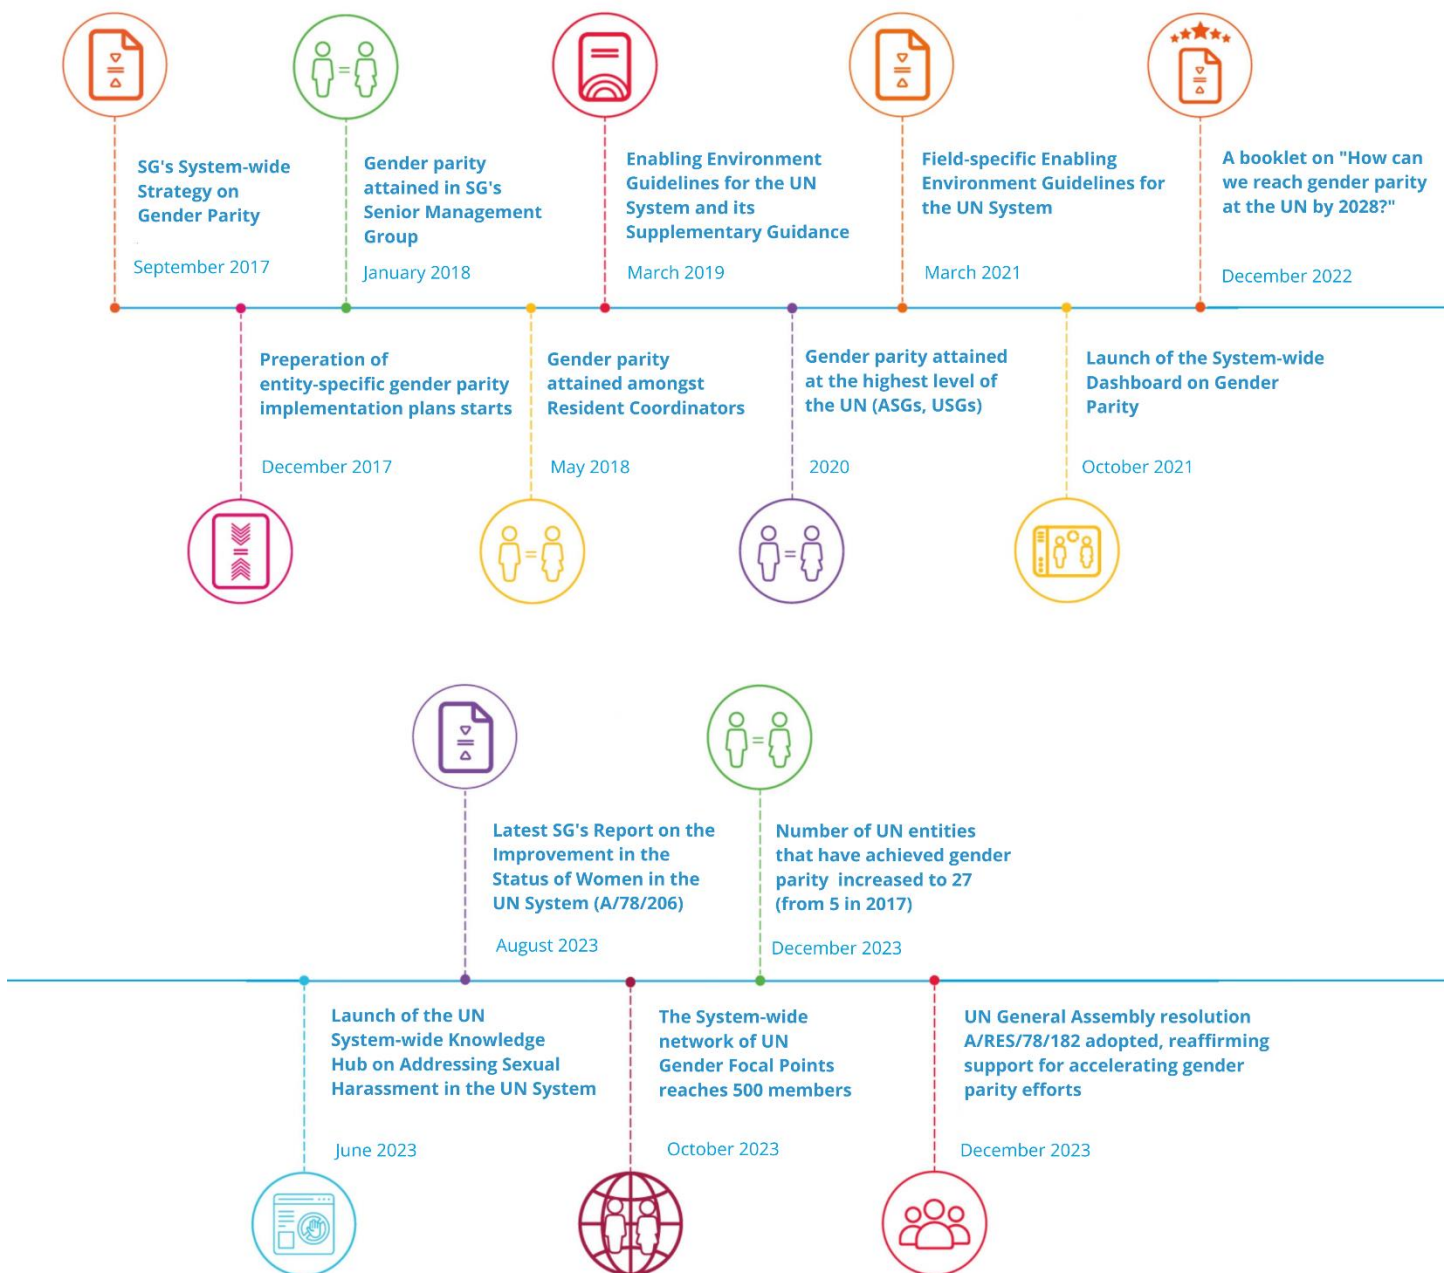 SG's System-wide
Strategy on
Gender Parity
September 2017
Gender parity
attained in SG's
Senior Management
Group
January 2018
Enabling Environment
Guidelines for the UN
System and its
Supplementary Guidance
March 2019
Field-specific Enabling
Environment Guidelines for
the UN System
March 2021
A booklet on "How can
we reach gender parity
at the UN by 2028?"
December 2022
Preperation of
entity-specific gender parity
implementation plans starts
December 2017
Gender parity
attained amongst
Resident Coordinators
May 2018
Gender parity attained
at the highest level of
the UN (ASGs, USGs)
2020
Launch of the System-wide
Dashboard on Gender
Parity
October 2021
Latest SG's Report on the
Improvement in the
Status of Women in the
UN System (A/78/206)
August 2023
Number of UN entities
that have achieved gender
parity increased to 27
(from 5 in 2017)
December 2023
Launch of the UN
System-wide Knowledge
Hub on Addressing Sexual
Harassment in the UN System
June 2023
The System-wide
network of UN
Gender Focal Points
reaches 500 members
October 2023
UN General Assembly resolution
A/RES/78/182 adopted, reaffirming
support for accelerating gender
parity efforts
December 2023